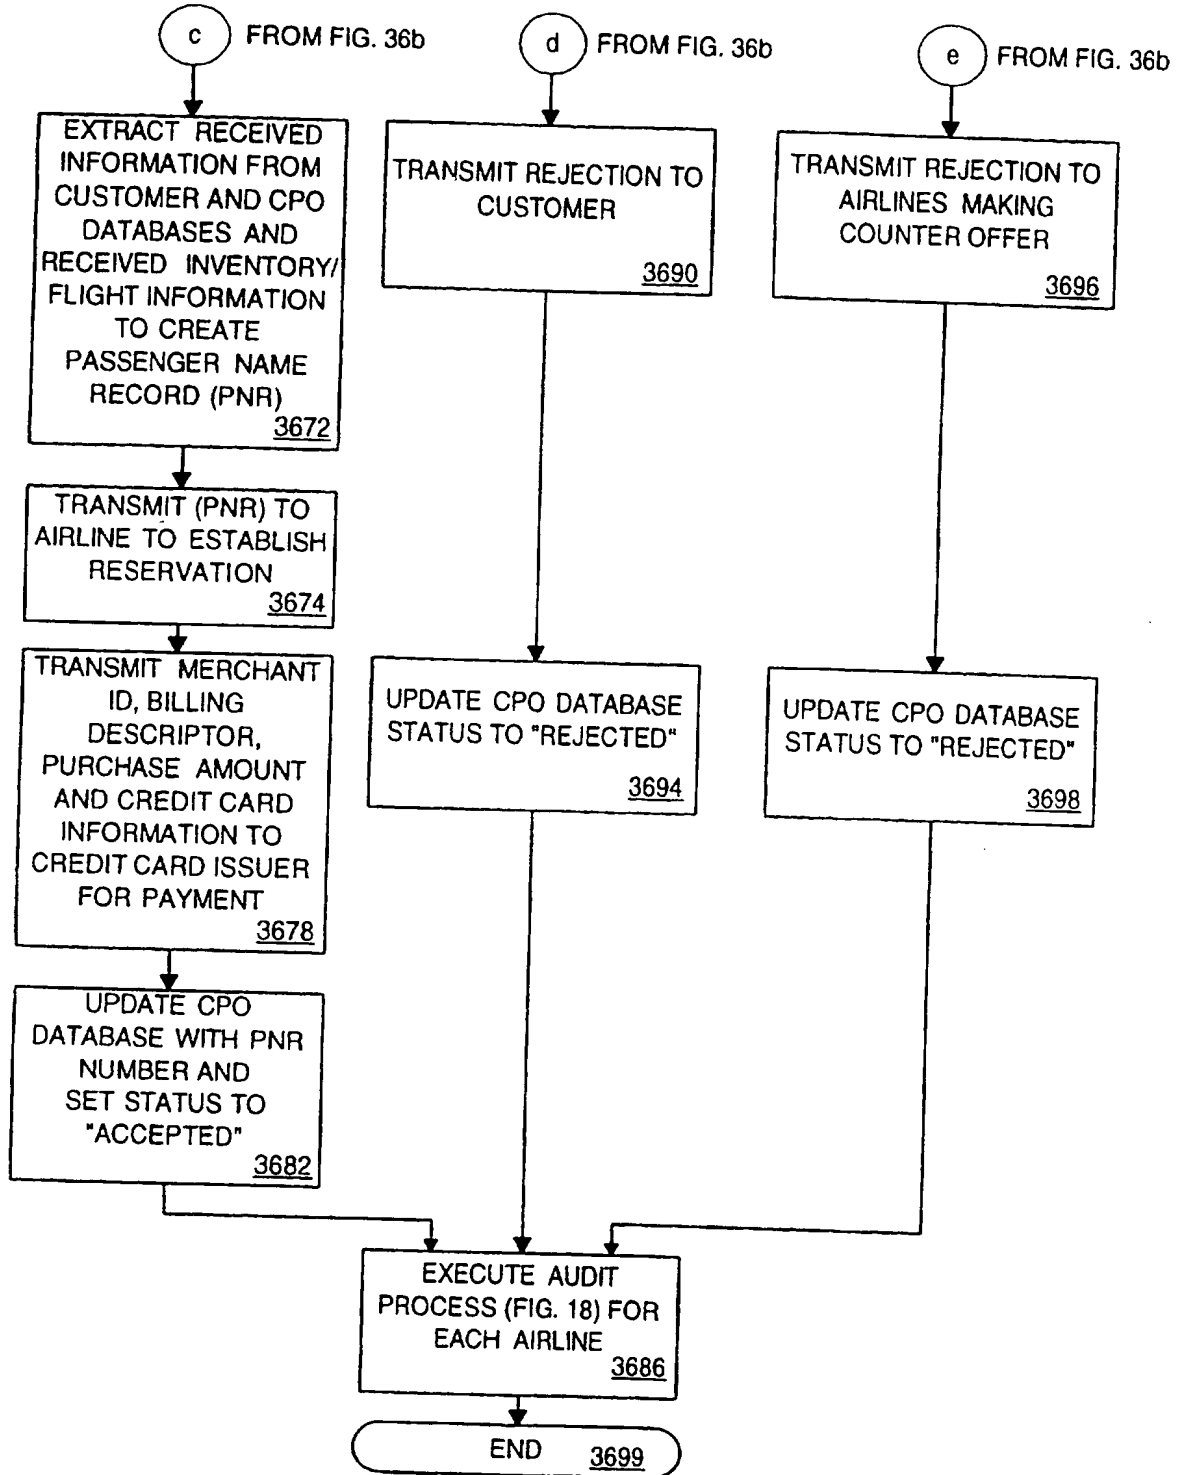 c FROM FIG. 36b
d FROM FIG. 36b
e FROM FIG. 36b
EXTRACT RECEIVED
INFORMATION FROM
CUSTOMER AND CPO
DATABASES AND
RECEIVED INVENTORY/
FLIGHT INFORMATION
TO CREATE
PASSENGER NAME
RECORD (PNR)
3672
TRANSMIT (PNR) TO
AIRLINE TO ESTABLISH
RESERVATION
3674
TRANSMIT MERCHANT
ID, BILLING
DESCRIPTOR,
PURCHASE AMOUNT
AND CREDIT CARD
INFORMATION TO
CREDIT CARD ISSUER
FOR PAYMENT
3678
UPDATE CPO
DATABASE WITH PNR
NUMBER AND
SET STATUS TO
"ACCEPTED"
3682
TRANSMIT REJECTION TO
CUSTOMER
3690
UPDATE CPO DATABASE
STATUS TO "REJECTED"
3694
TRANSMIT REJECTION TO
AIRLINES MAKING
COUNTER OFFER
3696
UPDATE CPO DATABASE
STATUS TO "REJECTED"
3698
EXECUTE AUDIT
PROCESS (FIG. 18) FOR
EACH AIRLINE
3686
END 3699